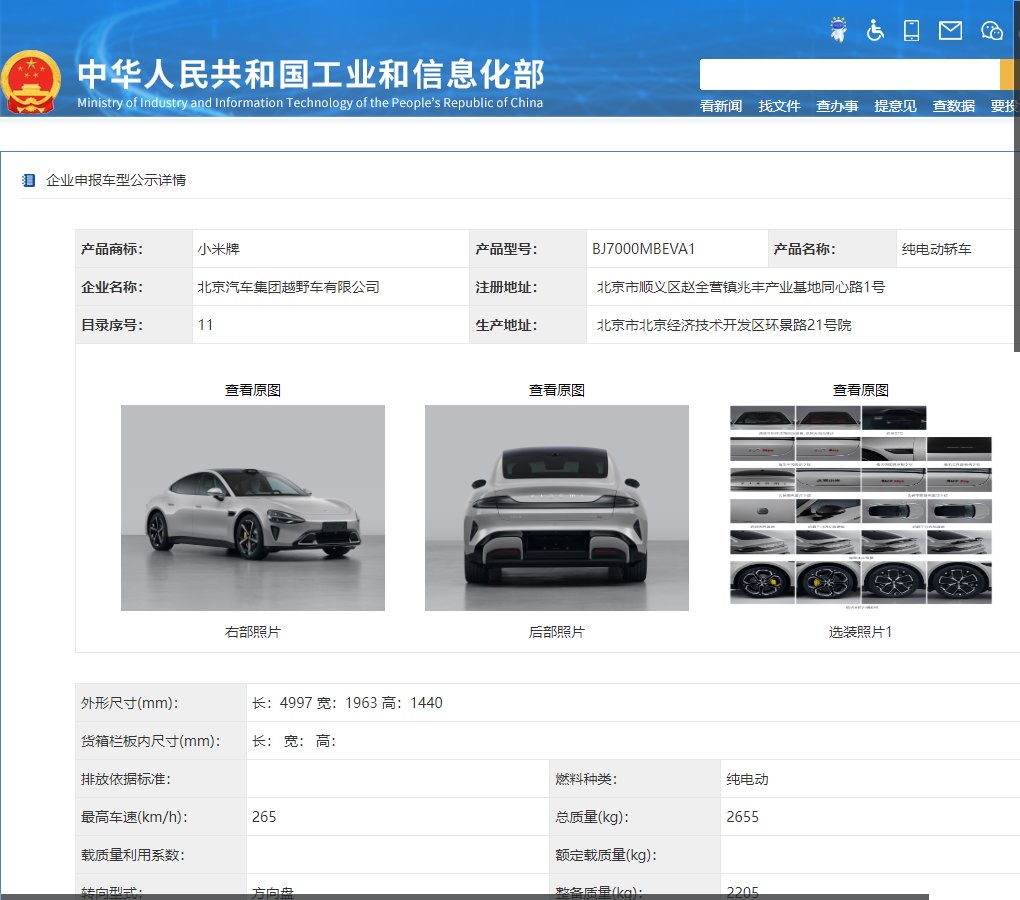 中华人民共和国工业和信息化部
Ministry of Industry and Information Technology of the People's Republic of China
看新闻 找文件 查办事 提意见 查数据 要投
企业申报车型公示详情
产品商标： 小米牌 产品型号： BJ7000MBEVA1 产品名称： 纯电动轿车
企业名称： 北京汽车集团越野车有限公司 注册地址： 北京市顺义区赵全营镇兆丰产业基地同心路1号
目录序号： 11 生产地址： 北京市北京经济技术开发区环景路21号院
查看原图 查看原图 查看原图
右部照片 后部照片 选装照片1
外形尺寸(mm)： 长：4997 宽：1963 高：1440
货箱栏板内尺寸(mm)： 长： 宽： 高：
排放依据标准： 燃料种类： 纯电动
最高车速(km/h)： 265 总质量(kg)： 2655
载质量利用系数： 额定载质量(kg)：
转向型式： 方向盘 整备质量(kg)： 2205